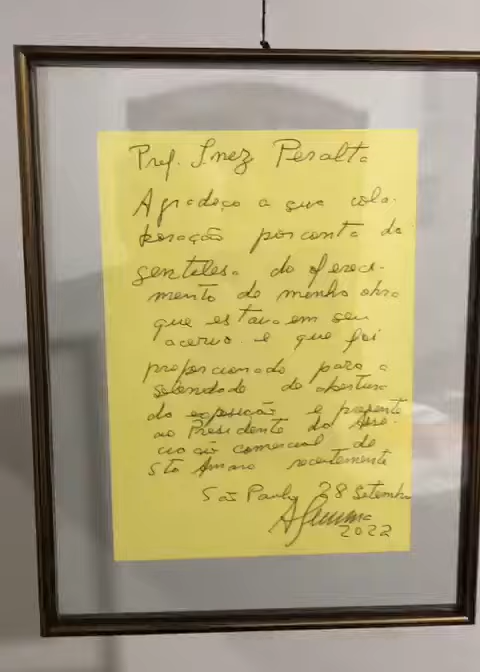 Prof. Inez Peralta
Agradeço a sua cola-
boração por conta da
gentilesa do ofereci-
mento de minha obra
que estava em seu
acervo e que foi
proporcionado para a
solenidade de abertura
da exposição e presente
ao Presidente da Asso-
ciação comercial de
Sto Amaro recentemente
São Paulo, 28 Setembro
2022